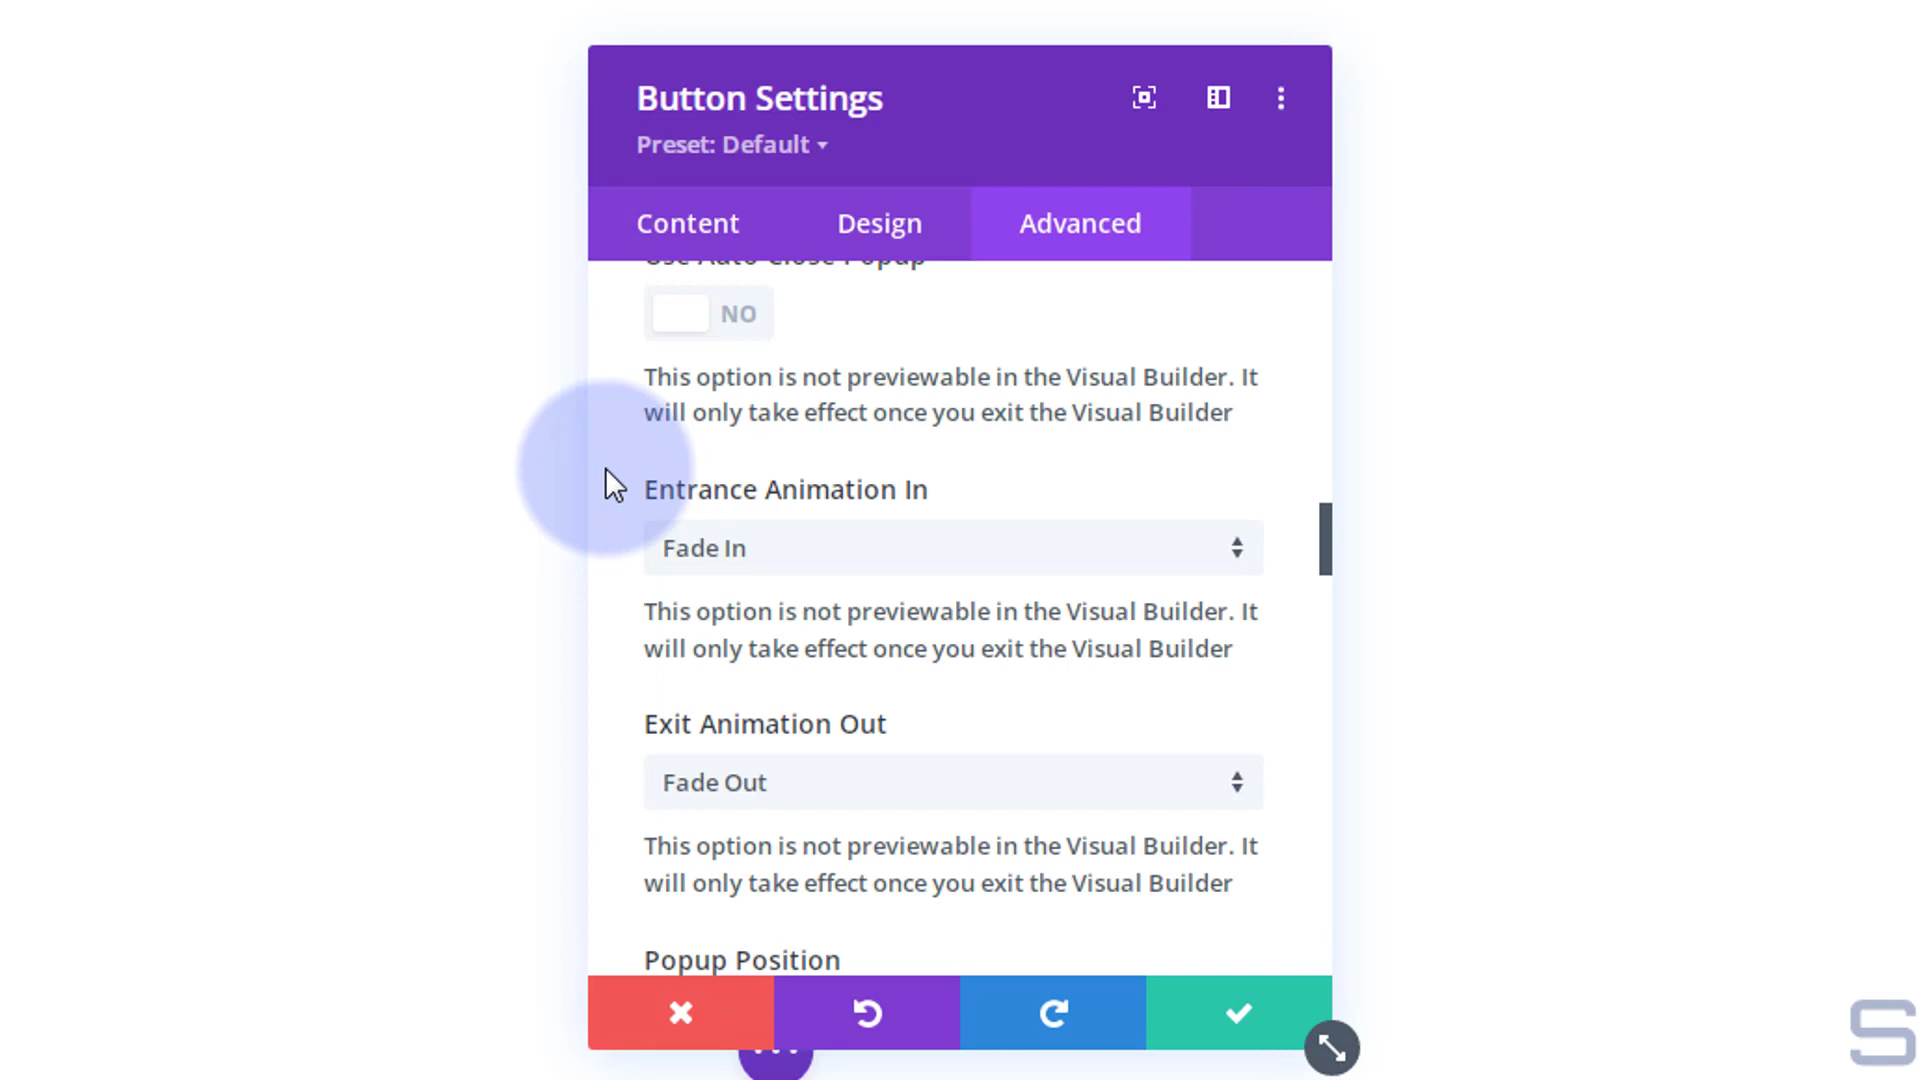 Button Settings
Preset: Default
Content Design Advanced
Use Auto Close Popup
NO
This option is not previewable in the Visual Builder. It
will only take effect once you exit the Visual Builder
Entrance Animation In
Fade In
This option is not previewable in the Visual Builder. It
will only take effect once you exit the Visual Builder
Exit Animation Out
Fade Out
This option is not previewable in the Visual Builder. It
will only take effect once you exit the Visual Builder
Popup Position
S